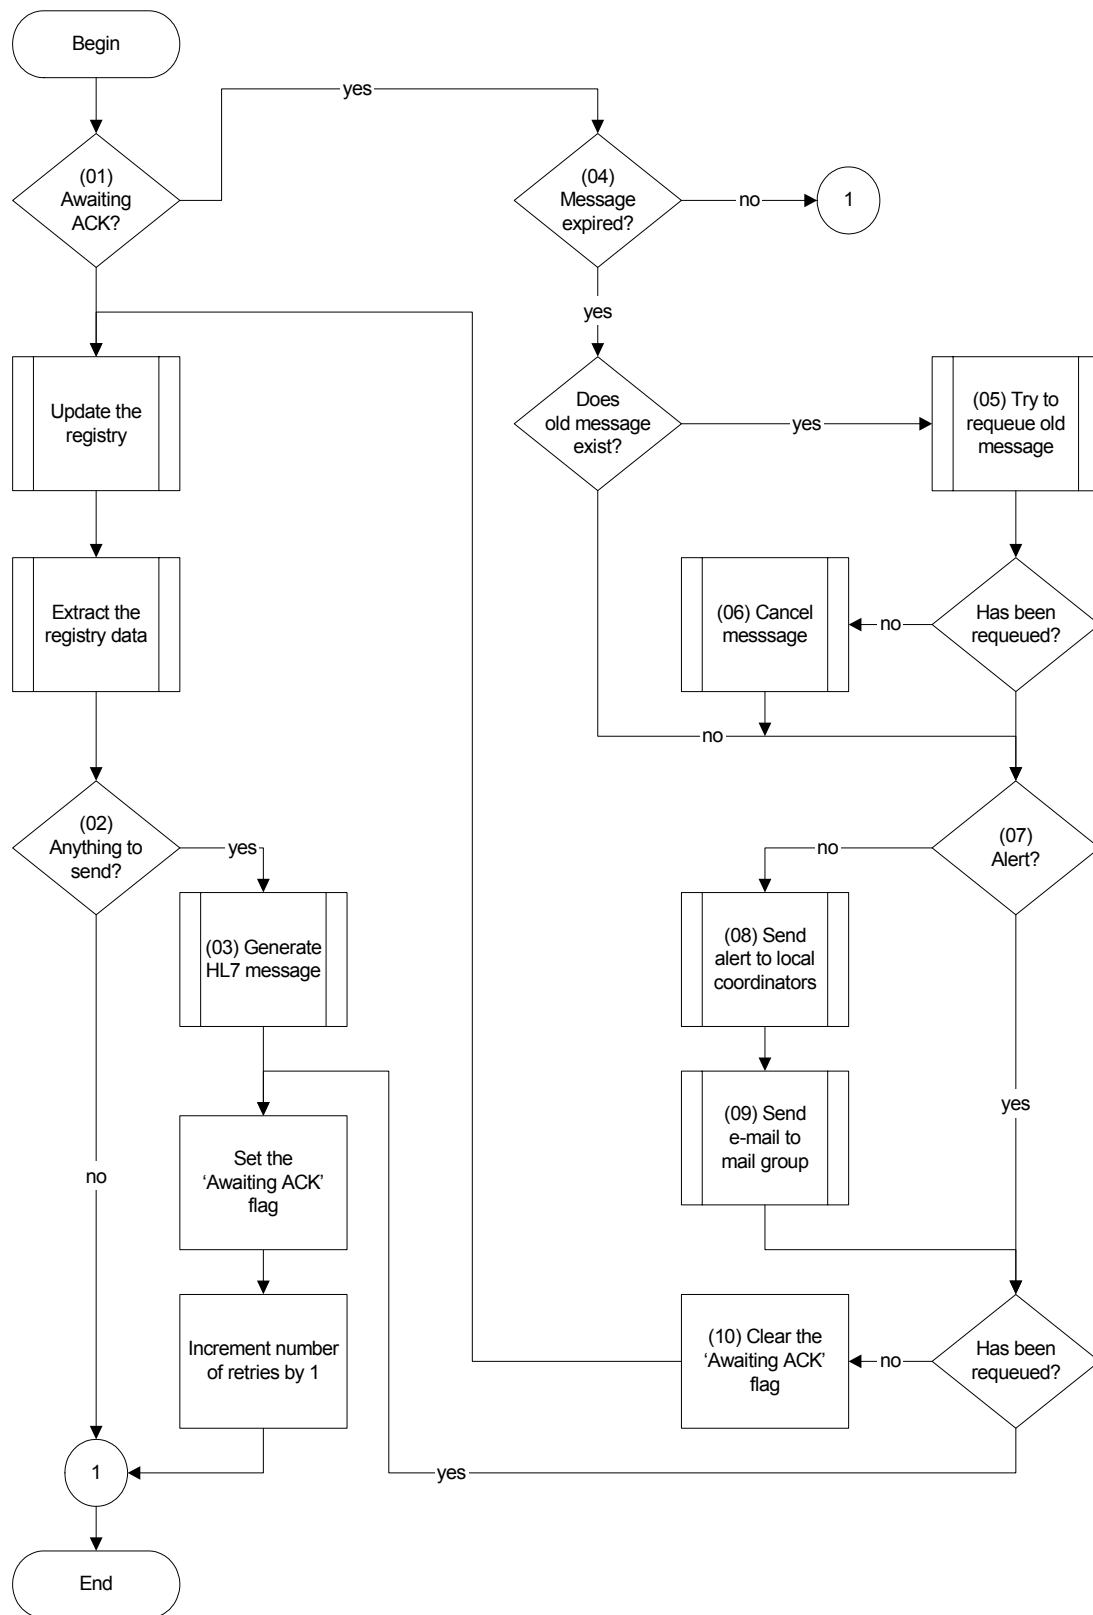 Begin
yes
(01)
Awaiting
ACK?
(04)
Message
expired?
no
1
yes
Update the
registry
Does
old message
exist?
yes
(05) Try to
requeue old
message
Extract the
registry data
(06) Cancel
messsage
no
Has been
requeued?
no
(02)
Anything to
send?
yes
no
(07)
Alert?
(03) Generate
HL7 message
(08) Send
alert to local
coordinators
yes
(09) Send
e-mail to
mail group
no
Set the
‘Awaiting ACK’
flag
Increment number
of retries by 1
(10) Clear the
‘Awaiting ACK’
flag
no
Has been
requeued?
1
yes
End